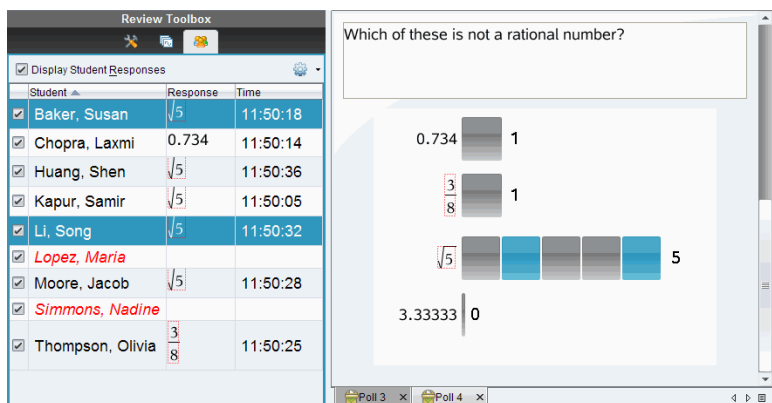 Review Toolbox
Display Student Responses
Student Response Time
Baker, Susan √5 11:50:18
Chopra, Laxmi 0.734 11:50:14
Huang, Shen √5 11:50:36
Kapur, Samir √5 11:50:05
Li, Song √5 11:50:32
Lopez, Maria
Moore, Jacob √5 11:50:28
Simmons, Nadine
Thompson, Olivia 3/8 11:50:25
Which of these is not a rational number?
0.734 1
3/8 1
√5 5
3.33333 0
Poll 3 × Poll 4 ×